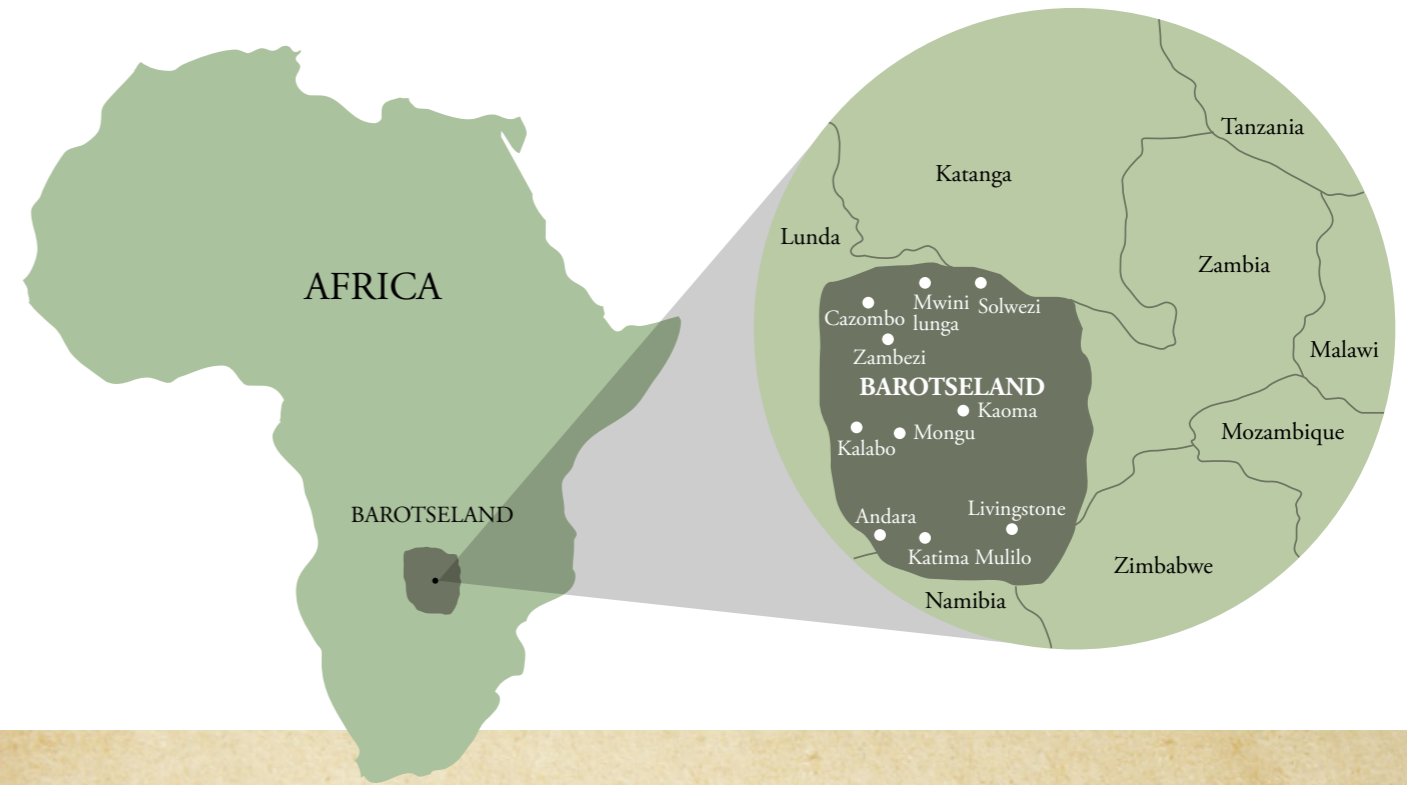 AFRICA
BAROTSELAND
Tanzania
Katanga
Lunda
Zambia
Malawi
Mozambique
Zimbabwe
Namibia
Mwini
lunga
Solwezi
Cazombo
Zambezi
BAROTSELAND
Kaoma
Mongu
Kalabo
Livingstone
Andara
Katima Mulilo